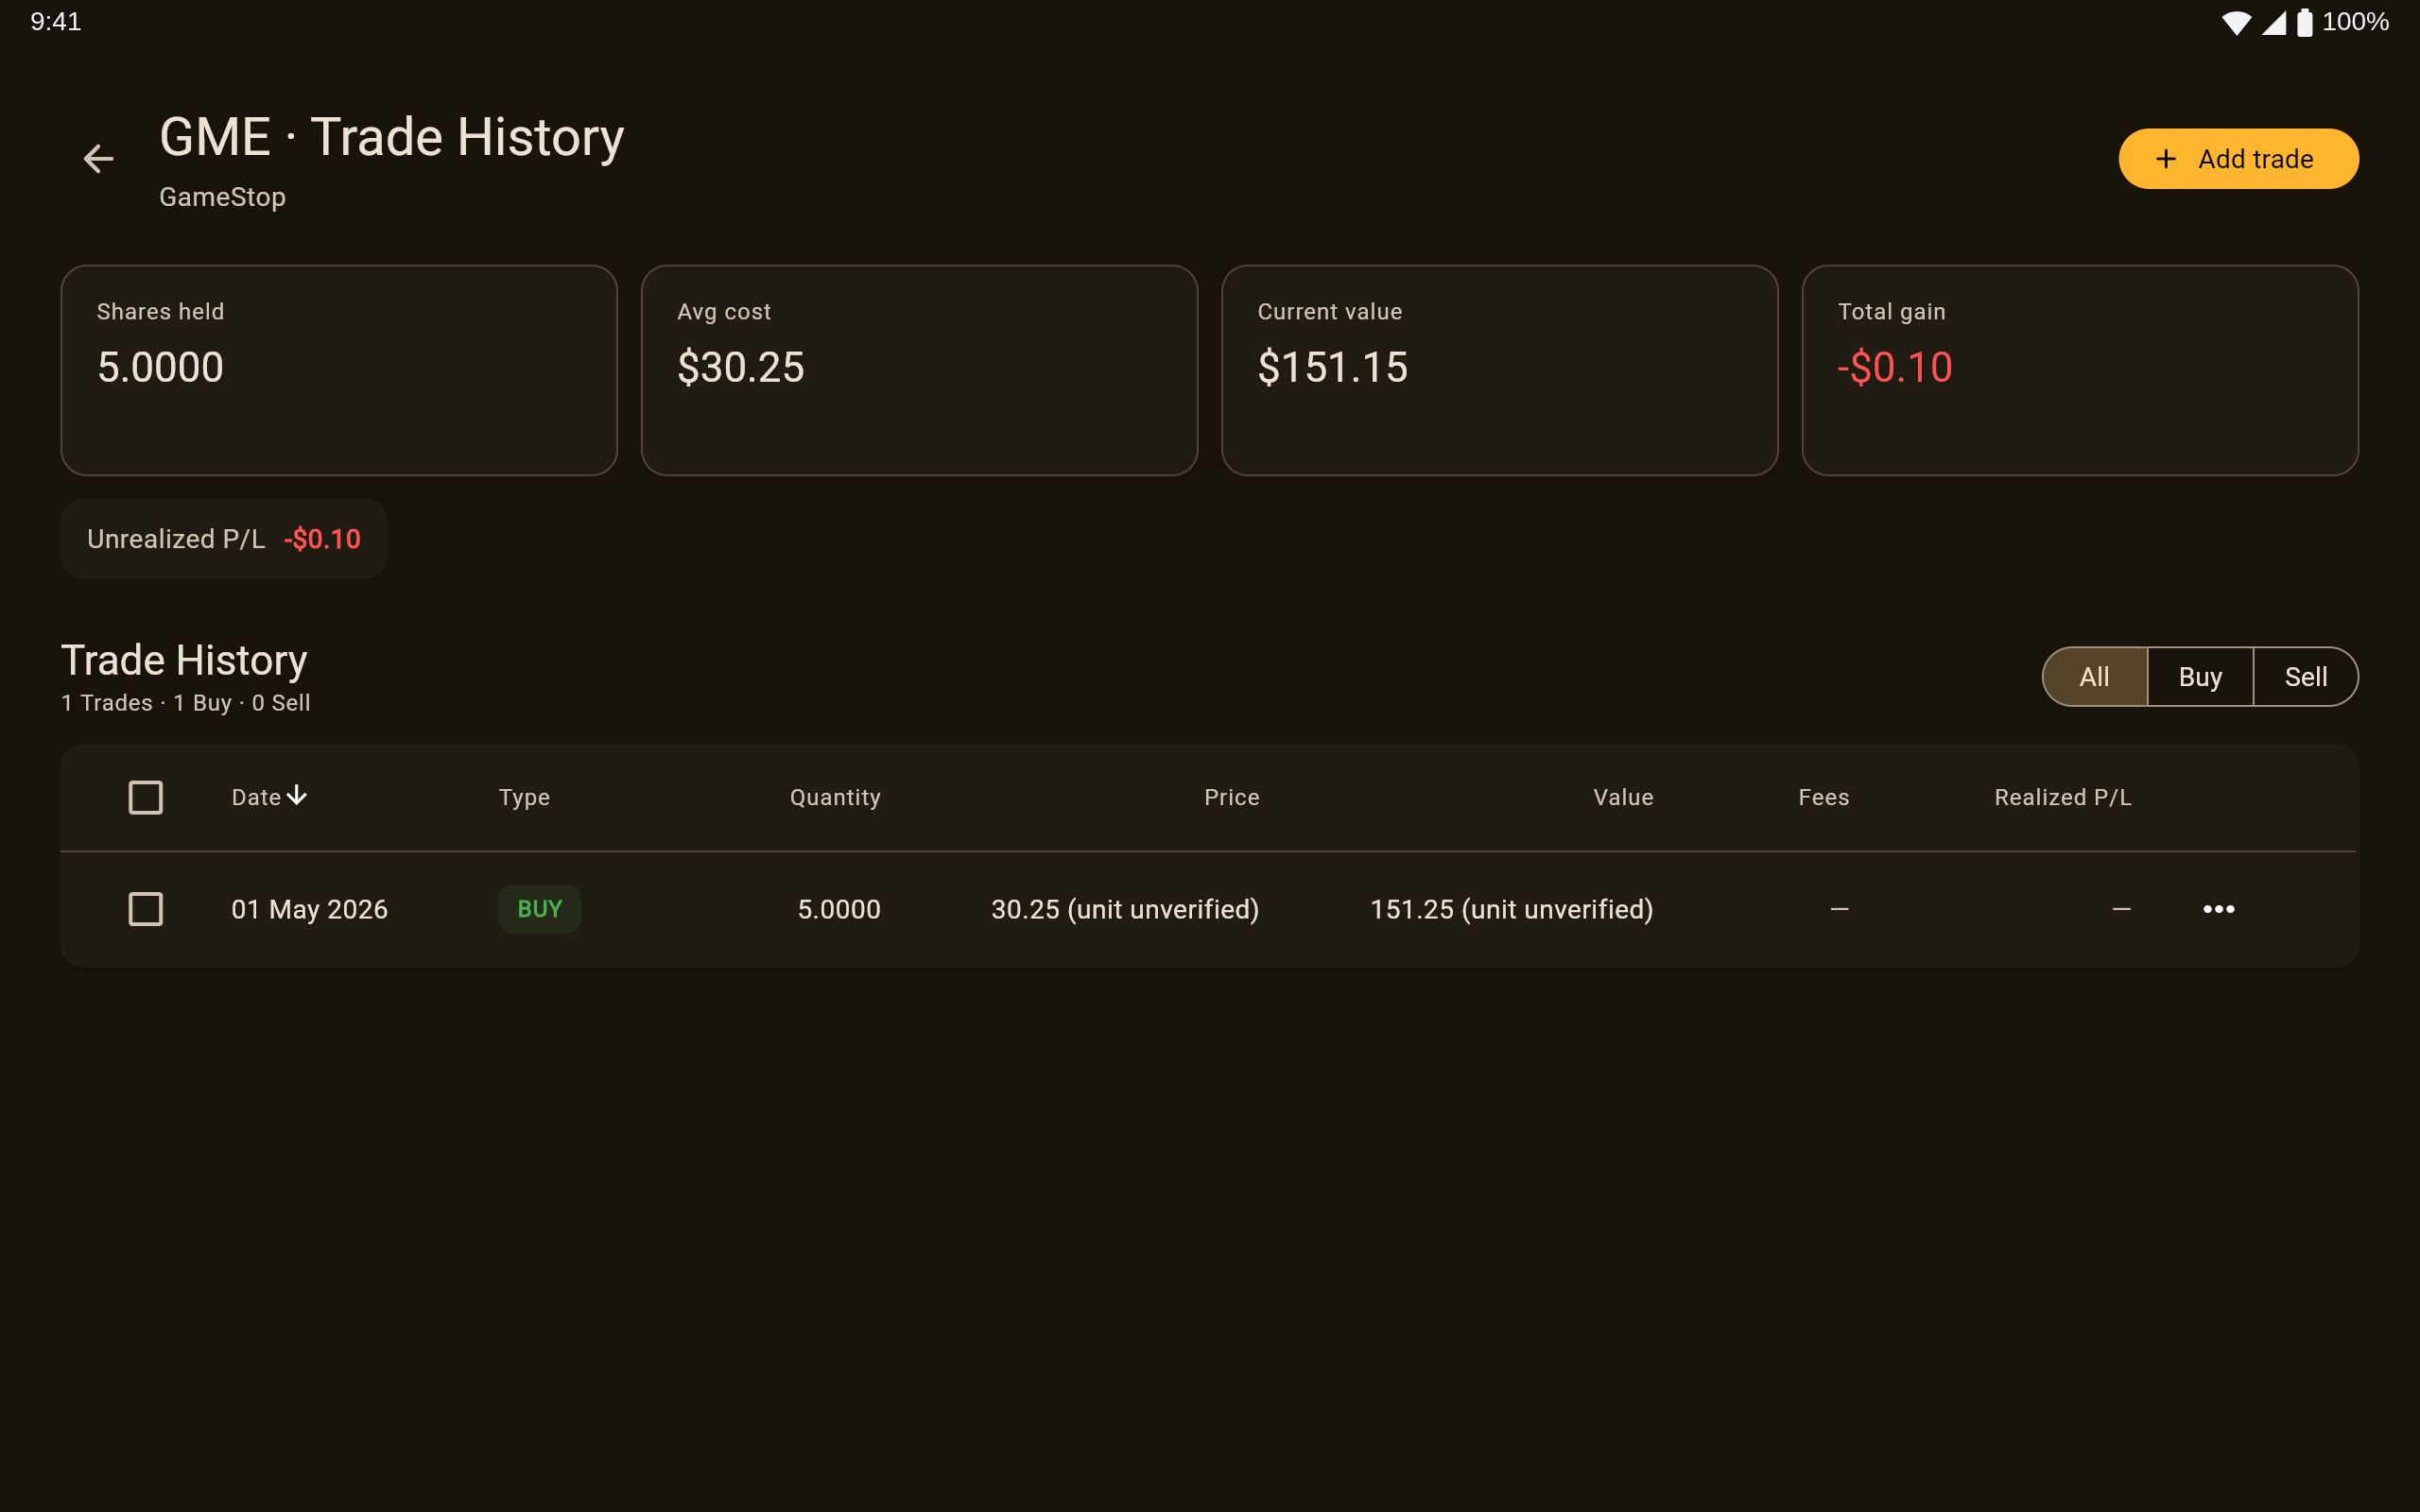 9:41
100%
GME · Trade History
GameStop
Add trade
Shares held
5.0000
Avg cost
$30.25
Current value
$151.15
Total gain
-$0.10
Unrealized P/L -$0.10
Trade History
1 Trades · 1 Buy · 0 Sell
All Buy Sell
Date Type Quantity Price Value Fees Realized P/L
01 May 2026 BUY 5.0000 30.25 (unit unverified) 151.25 (unit unverified) — —